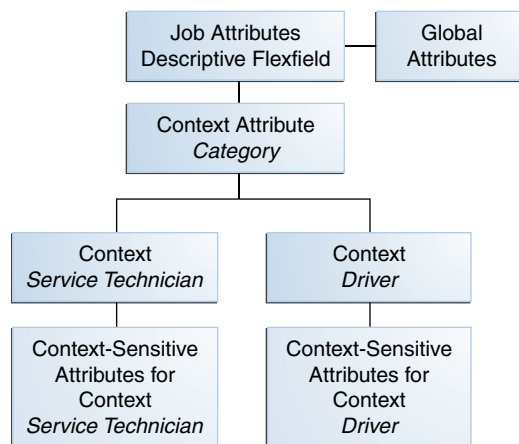 Job Attributes
Descriptive Flexfield
Global
Attributes
Context Attribute
Category
Context
Service Technician
Context
Driver
Context-Sensitive
Attributes for
Context
Service Technician
Context-Sensitive
Attributes for
Context
Driver